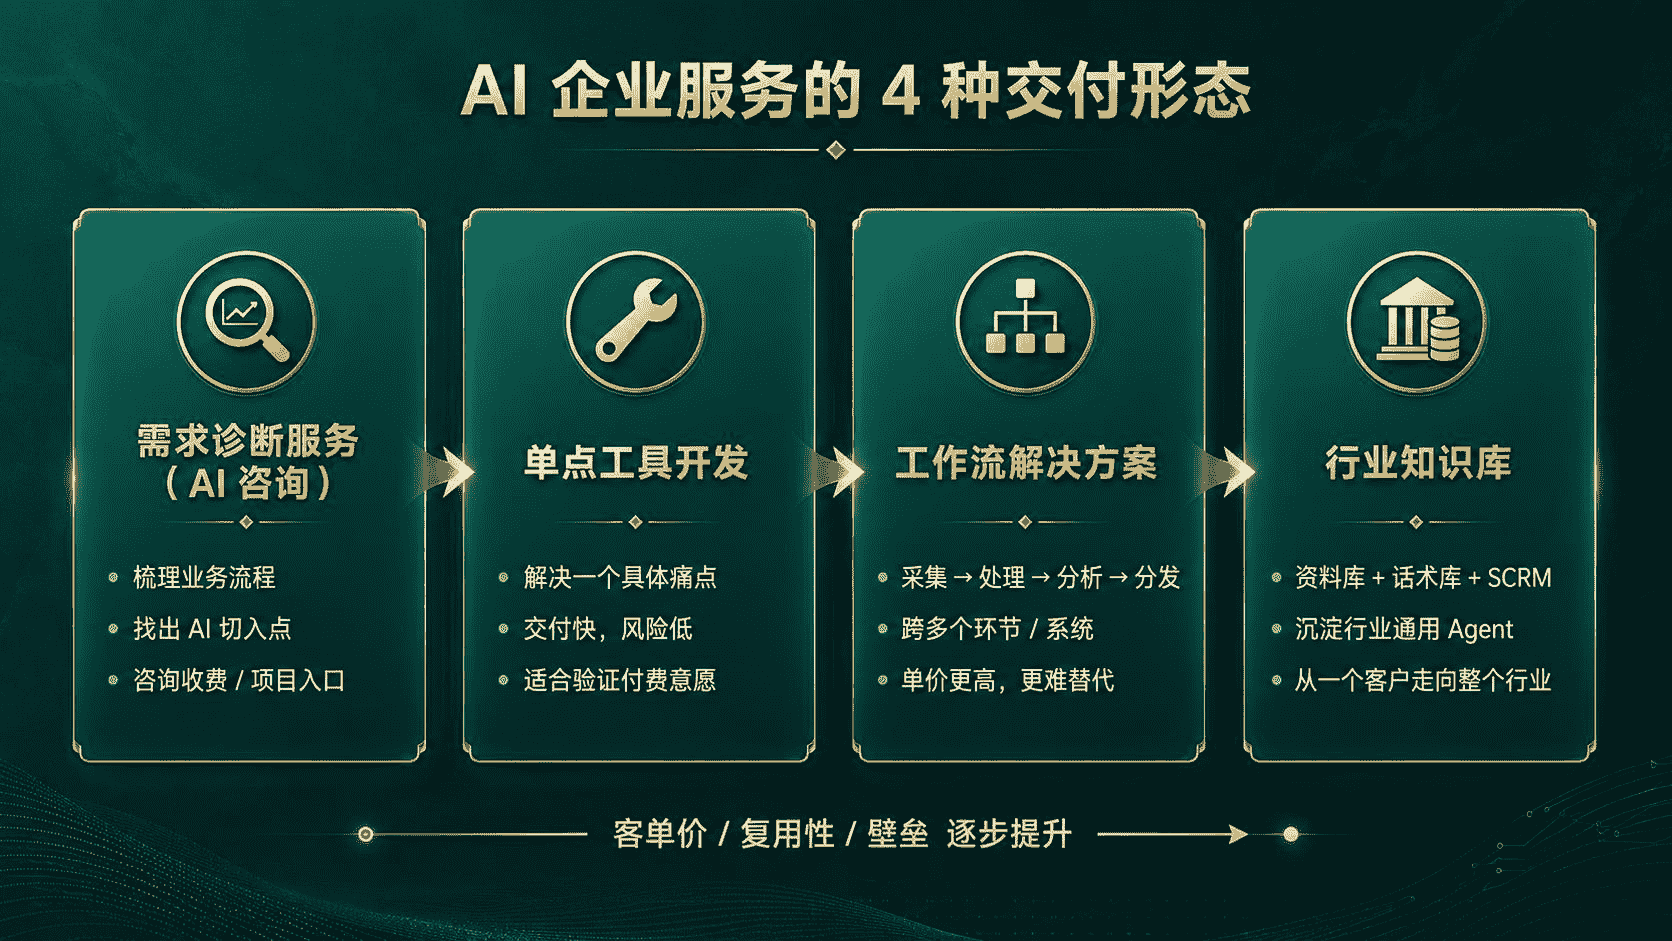 AI 企业服务的 4 种交付形态
需求诊断服务
（AI 咨询）
梳理业务流程
找出 AI 切入点
咨询收费 / 项目入口
单点工具开发
解决一个具体痛点
交付快，风险低
适合验证付费意愿
工作流解决方案
采集 → 处理 → 分析 → 分发
跨多个环节 / 系统
单价更高，更难替代
行业知识库
资料库 + 话术库 + SCRM
沉淀行业通用 Agent
从一个客户走向整个行业
客单价 / 复用性 / 壁垒 逐步提升